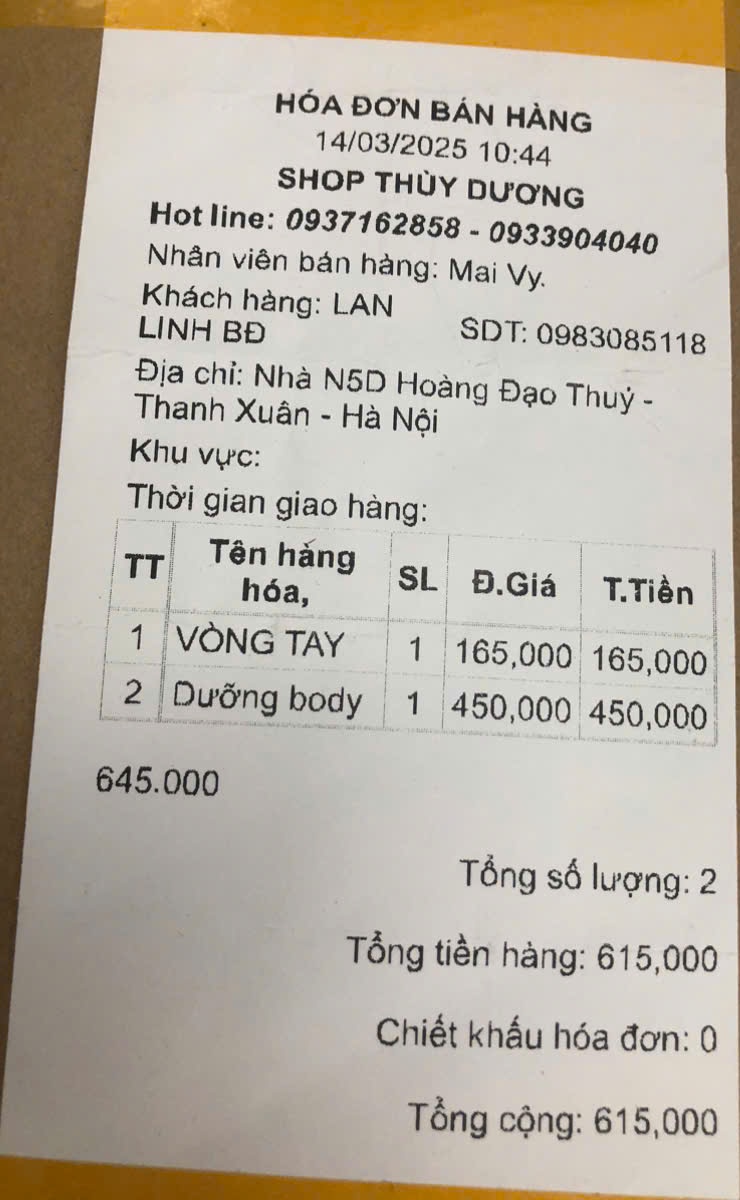 HÓA ĐƠN BÁN HÀNG
14/03/2025 10:44
SHOP THÙY DƯƠNG
Hot line: 0937162858 - 0933904040
Nhân viên bán hàng: Mai Vy.
Khách hàng: LAN LINH BĐ
SDT: 0983085118
Địa chỉ: Nhà N5D Hoàng Đạo Thuý -
Thanh Xuân - Hà Nội
Khu vực:
Thời gian giao hàng:
TT Tên hàng hóa, SL Đ.Giá T.Tiền
1 VÒNG TAY 1 165,000 165,000
2 Dưỡng body 1 450,000 450,000
645.000
Tổng số lượng: 2
Tổng tiền hàng: 615,000
Chiết khấu hóa đơn: 0
Tổng cộng: 615,000